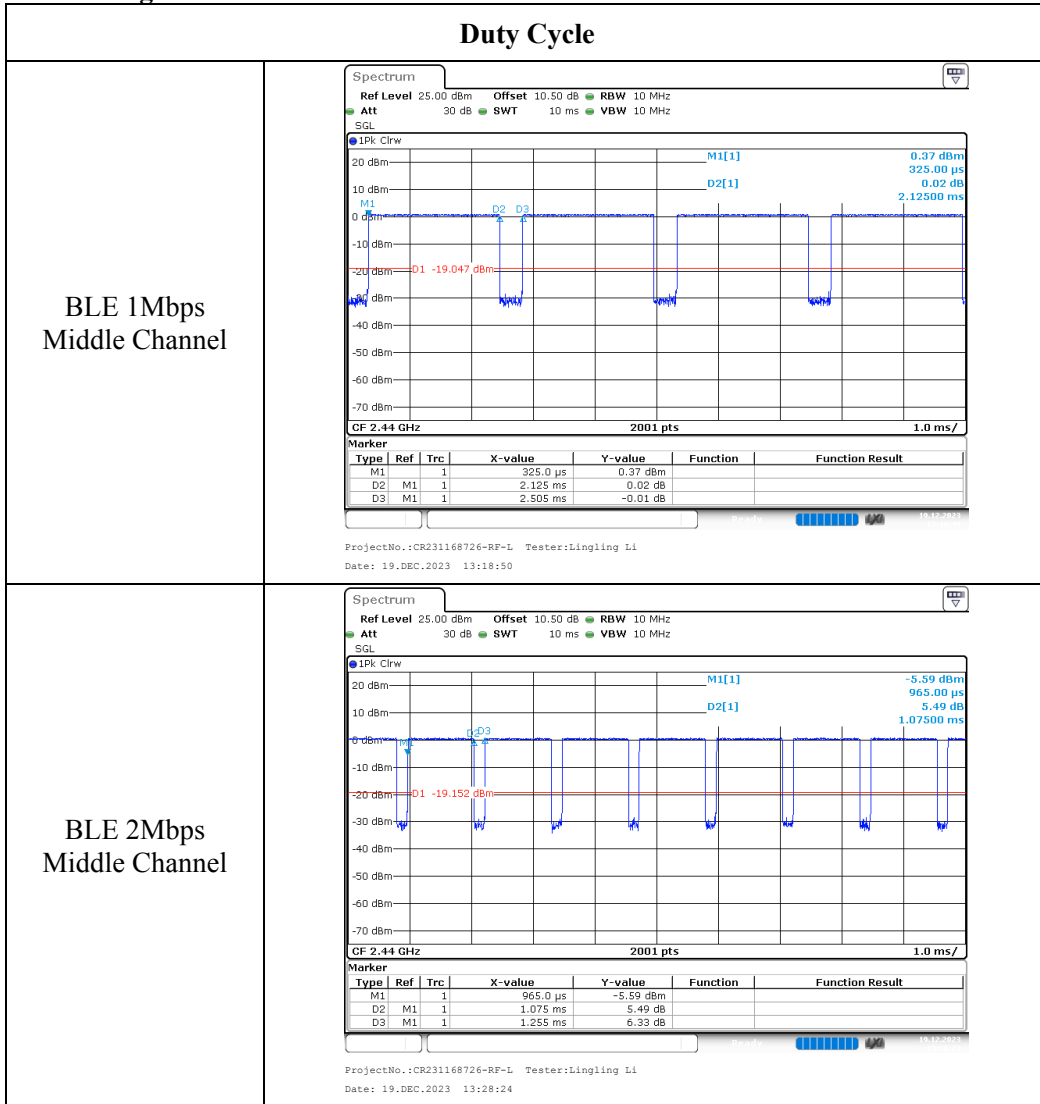 Duty Cycle
BLE 1Mbps
Middle Channel
Spectrum
Ref Level 25.00 dBm Offset 10.50 dB RBW 10 MHz
Att 30 dB SWT 10 ms VBW 10 MHz
SGL
1Pk Clrw
M1[1] 0.37 dBm
325.00 µs
D2[1] 0.02 dB
2.12500 ms
20 dBm
10 dBm
M1
D2 D3
0 dBm
-10 dBm
D1 -19.047 dBm
-20 dBm
-30 dBm
-40 dBm
-50 dBm
-60 dBm
-70 dBm
CF 2.44 GHz 2001 pts 1.0 ms/
Marker
Type Ref Trc X-value Y-value Function Function Result
M1 1 325.0 µs 0.37 dBm
D2 M1 1 2.125 ms 0.02 dB
D3 M1 1 2.505 ms -0.01 dB
Ready 19.12.2023
ProjectNo.:CR231168726-RF-L Tester:Lingling Li
Date: 19.DEC.2023 13:18:50
BLE 2Mbps
Middle Channel
Spectrum
Ref Level 25.00 dBm Offset 10.50 dB RBW 10 MHz
Att 30 dB SWT 10 ms VBW 10 MHz
SGL
1Pk Clrw
M1[1] -5.59 dBm
965.00 µs
D2[1] 5.49 dB
1.07500 ms
20 dBm
10 dBm
D2 D3
0 dBm
M1
-10 dBm
D1 -19.152 dBm
-20 dBm
-30 dBm
-40 dBm
-50 dBm
-60 dBm
-70 dBm
CF 2.44 GHz 2001 pts 1.0 ms/
Marker
Type Ref Trc X-value Y-value Function Function Result
M1 1 965.0 µs -5.59 dBm
D2 M1 1 1.075 ms 5.49 dB
D3 M1 1 1.255 ms 6.33 dB
Ready 19.12.2023
ProjectNo.:CR231168726-RF-L Tester:Lingling Li
Date: 19.DEC.2023 13:28:24